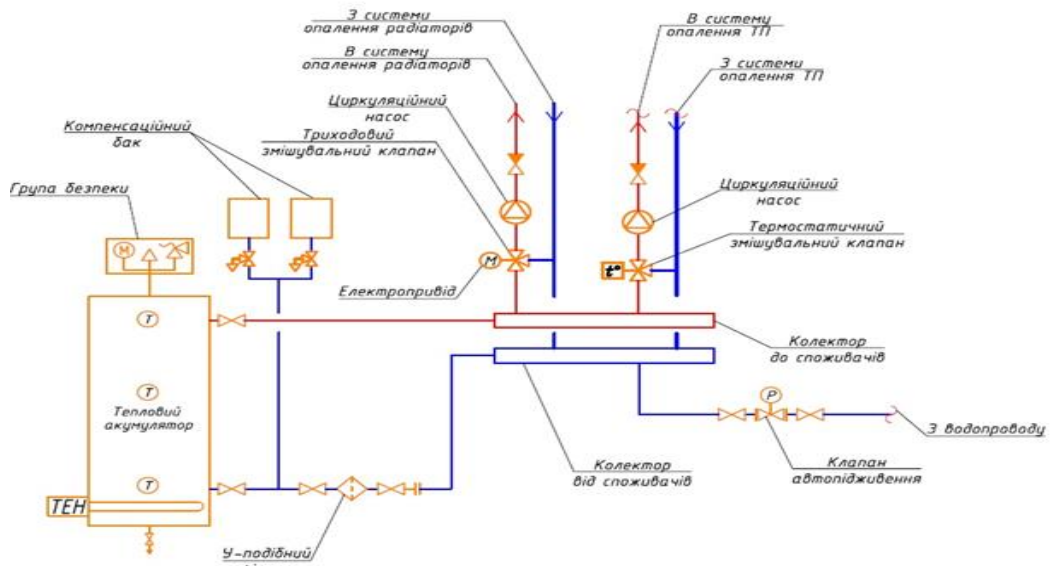 З системи
опалення радіаторів
В систему
опалення радіаторів
Циркуляційний
насос
Триходовий
змішувальний клапан
Компенсаційний
бак
Група безпеки
М
Електропривід
М
В систему
опалення ТП
З системи
опалення ТП
Циркуляційний
насос
Термостатичний
змішувальний клапан
t°
Колектор
до споживачів
Т
Т
Тепловий
акумулятор
Т
ТЕН
Р
З водопроводу
Клапан
автопідживення
Колектор
від споживачів
У-подібний